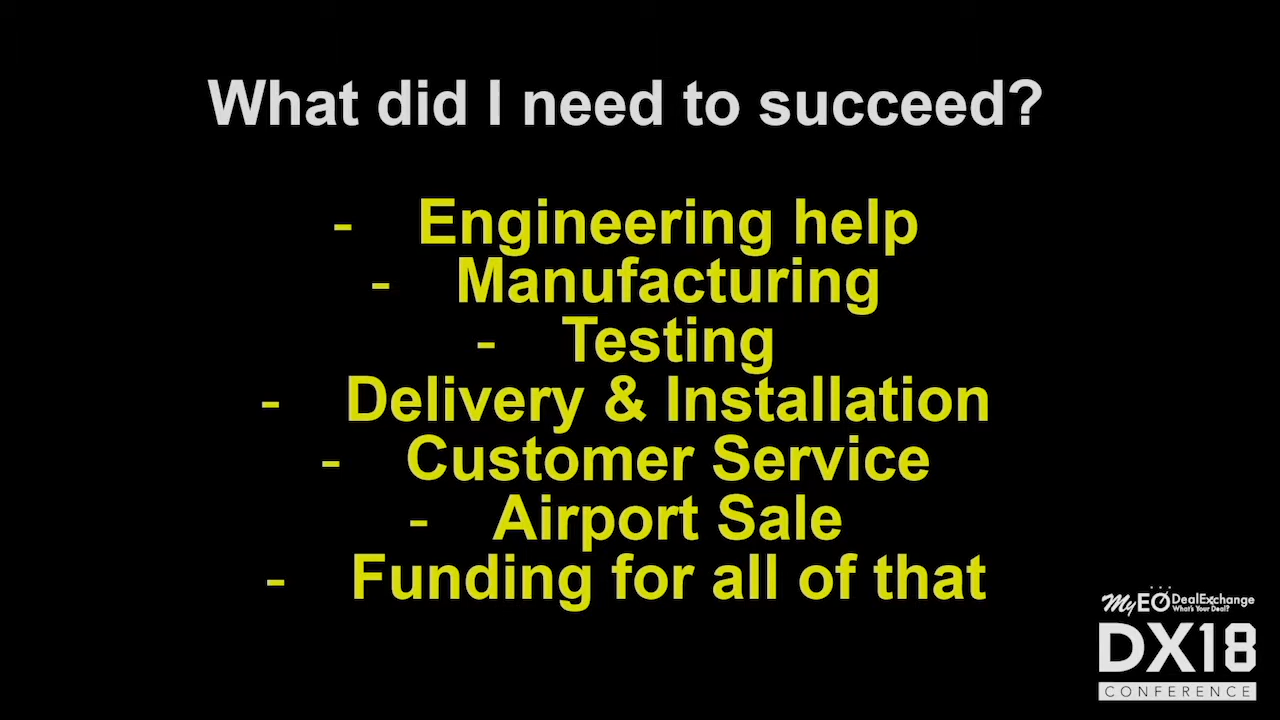 What did I need to succeed?
- Engineering help
- Manufacturing
- Testing
- Delivery & Installation
- Customer Service
- Airport Sale
- Funding for all of that
MyEO DealExchange
What's Your Deal?
DX18
CONFERENCE